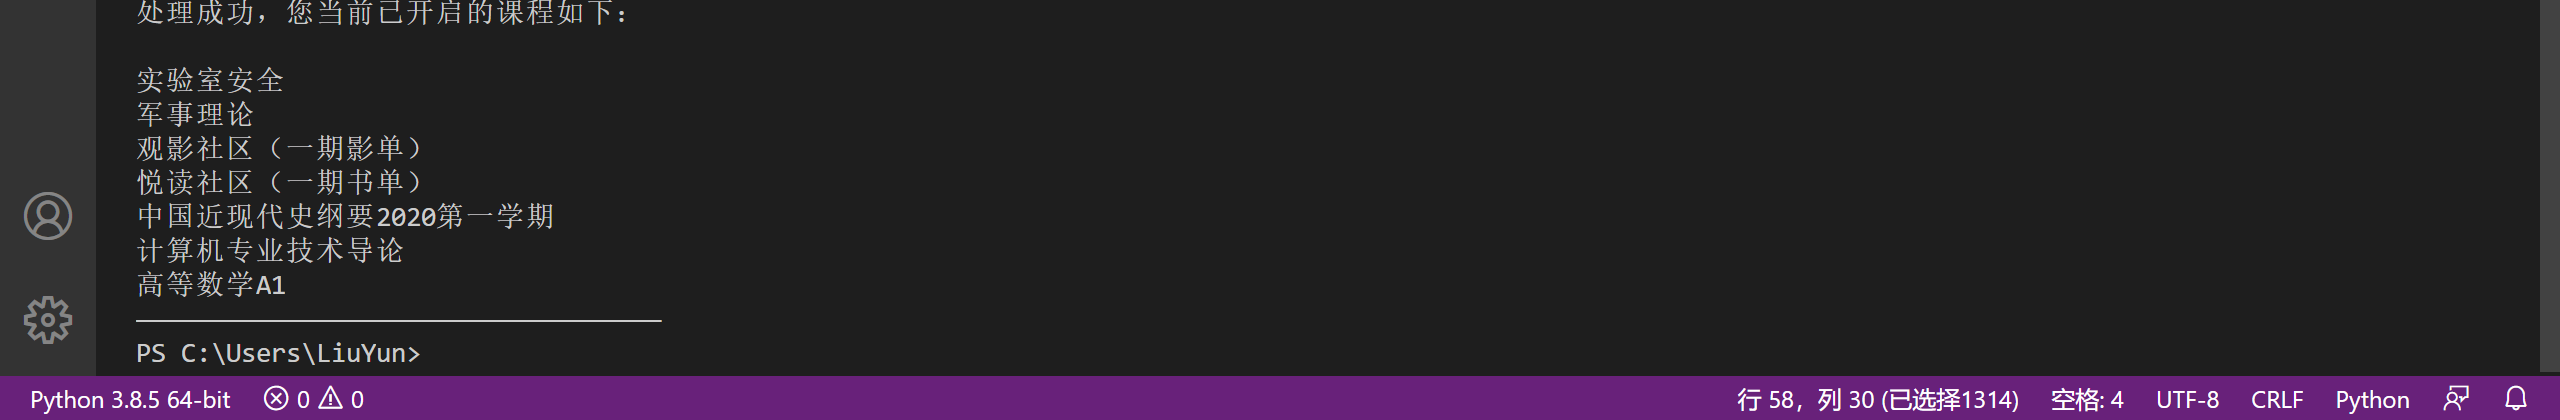 处理成功，您当前已开启的课程如下：
实验室安全
军事理论
观影社区（一期影单）
悦读社区（一期书单）
中国近现代史纲要2020第一学期
计算机专业技术导论
高等数学A1
PS C:\Users\LiuYun>
Python 3.8.5 64-bit 0 0 行 58，列 30 (已选择1314) 空格: 4 UTF-8 CRLF Python